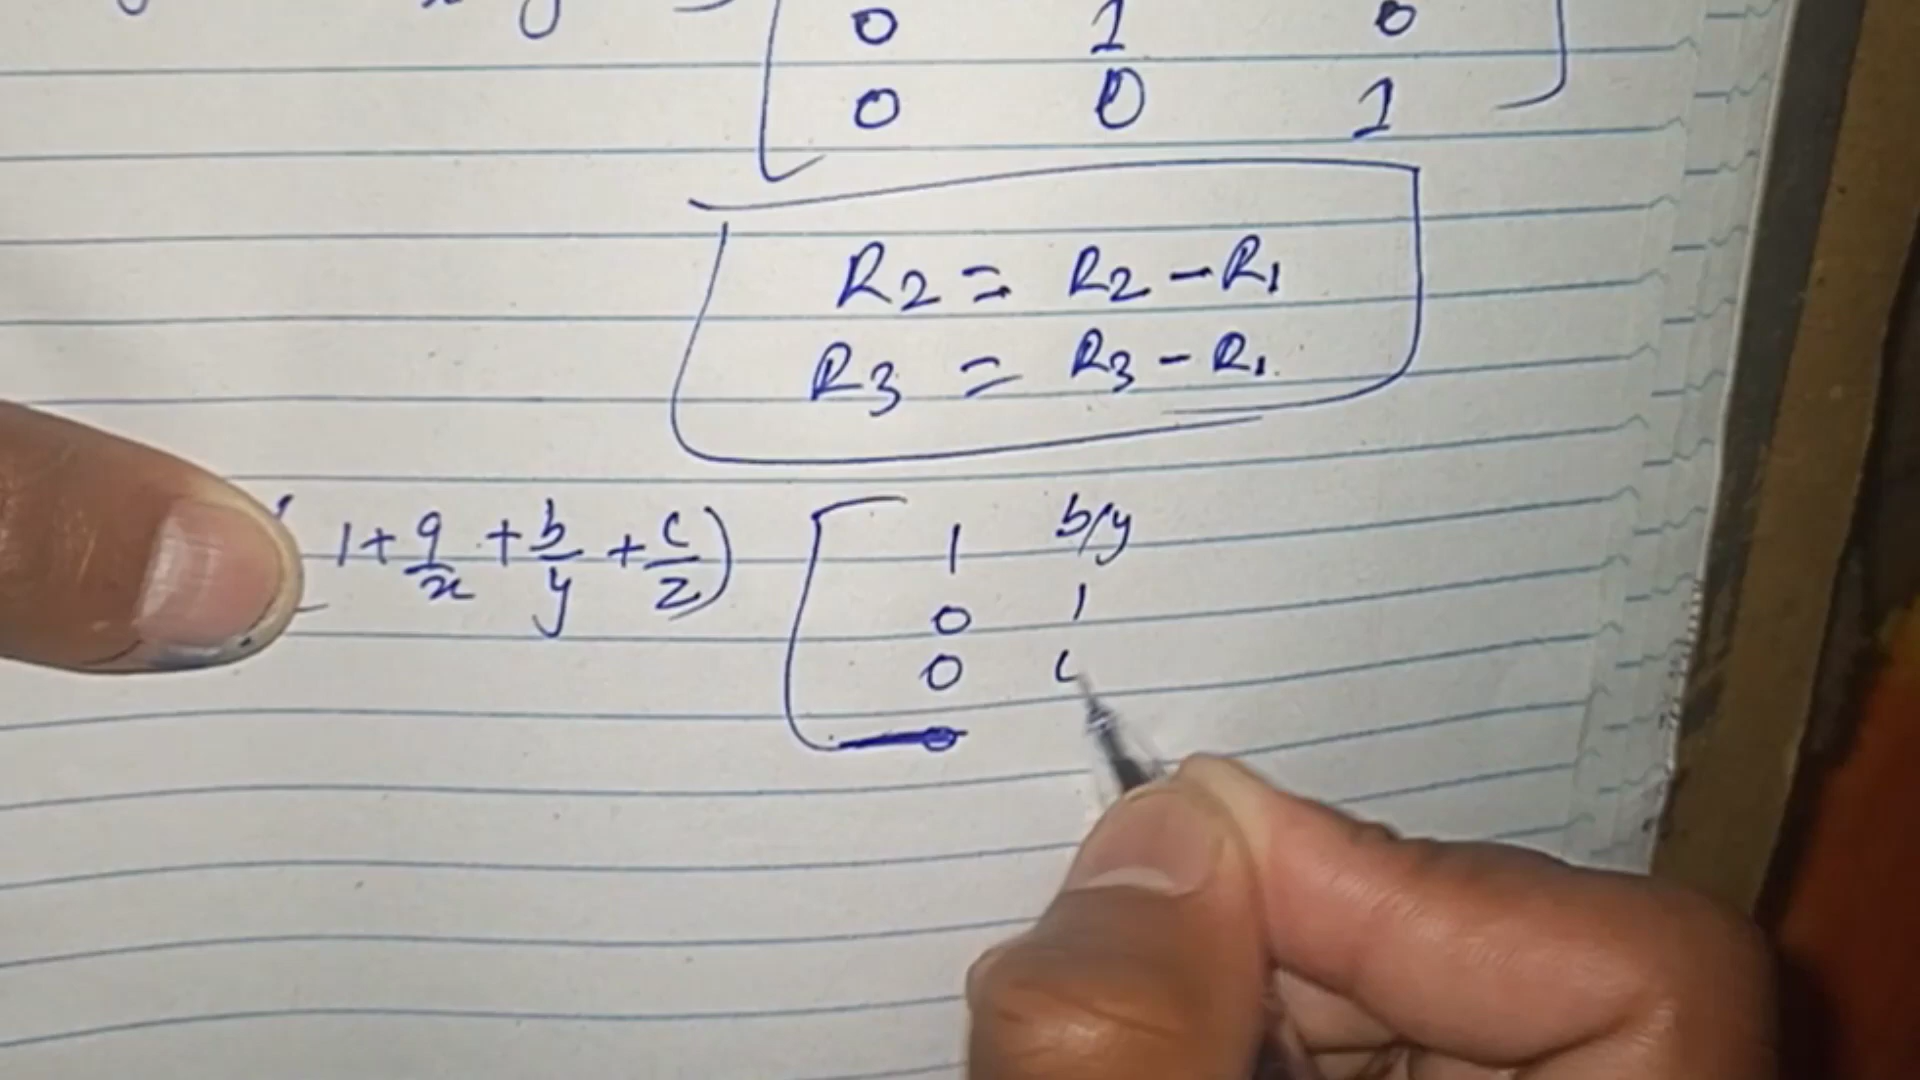 0 1 0
0 0 1
R2 = R2 - R1
R3 = R3 - R1
1 + a/x + b/y + c/z) [ 1 b/y
0 1
0